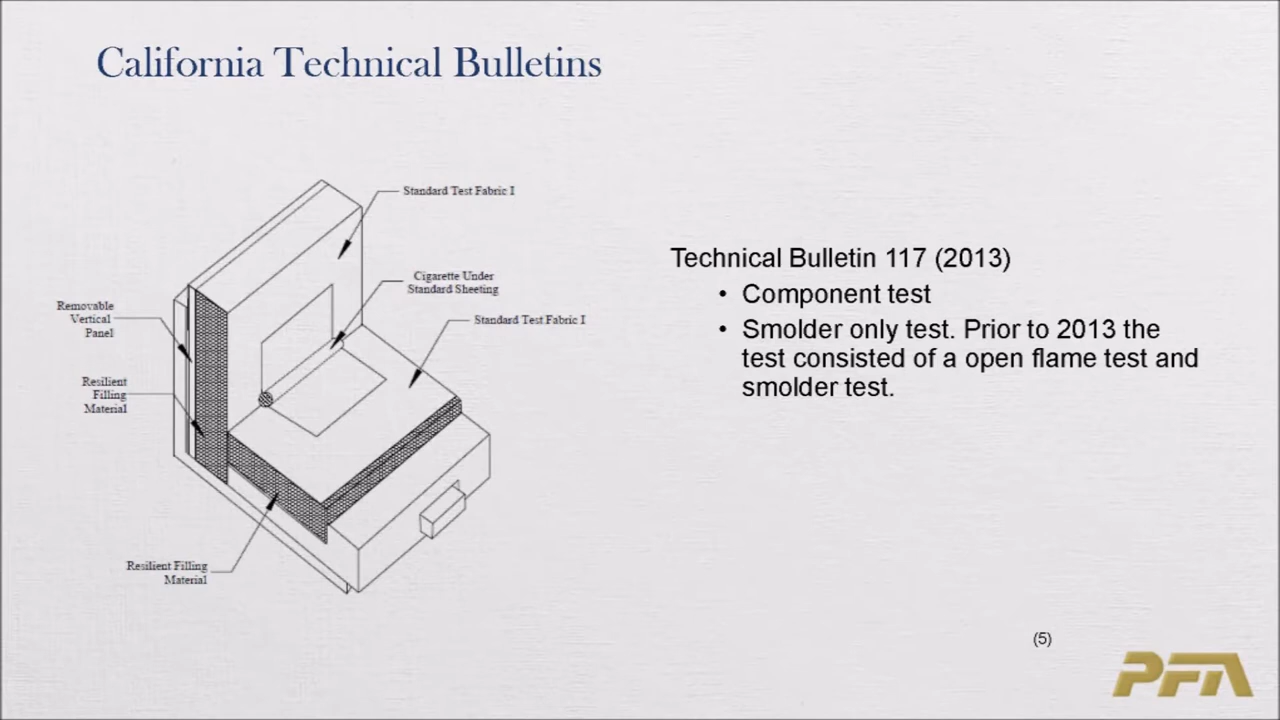 California Technical Bulletins
Standard Test Fabric I
Cigarette Under
Standard Sheeting
Standard Test Fabric I
Removable
Vertical
Panel
Resilient
Filling
Material
Resilient Filling
Material
Technical Bulletin 117 (2013)
• Component test
• Smolder only test. Prior to 2013 the
test consisted of a open flame test and
smolder test.
(5)
PFA